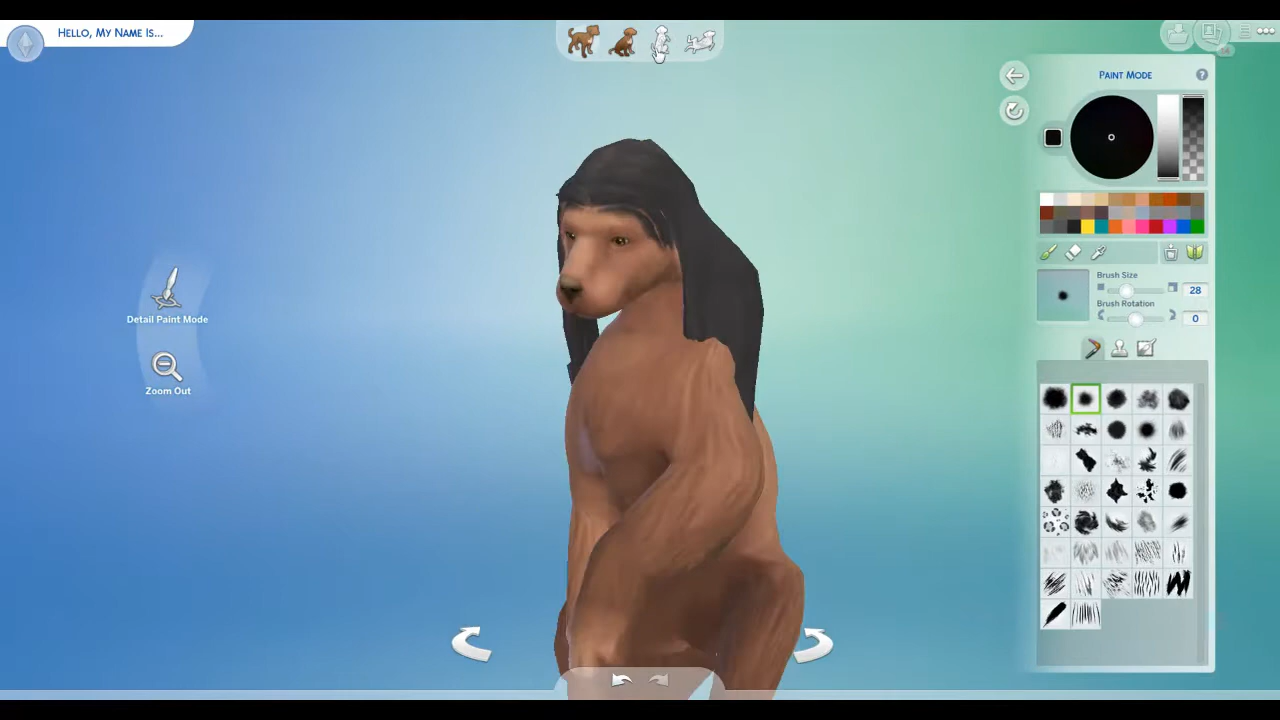 Hello, My Name Is...
Paint Mode
Brush Size
28
Brush Rotation
0
Detail Paint Mode
Zoom Out